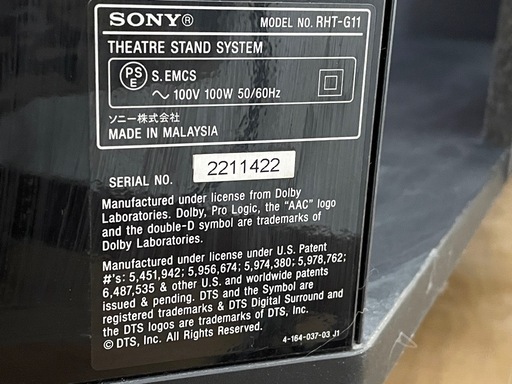 SONY® MODEL NO. RHT-G11
THEATRE STAND SYSTEM
PS E S.EMCS
～ 100V 100W 50/60Hz
ソニー株式会社
MADE IN MALAYSIA
SERIAL NO. 2211422
Manufactured under license from Dolby
Laboratories. Dolby, Pro Logic, the “AAC” logo
and the double-D symbol are trademarks of
Dolby Laboratories.
Manufactured under license under U.S. Patent
#'s: 5,451,942; 5,956,674; 5,974,380; 5,978,762;
6,487,535 & other U.S. and worldwide patents
issued & pending. DTS and the Symbol are
registered trademarks & DTS Digital Surround and
the DTS logos are trademarks of DTS, Inc.
© DTS, Inc. All Rights Reserved.
4-164-037-03 J1